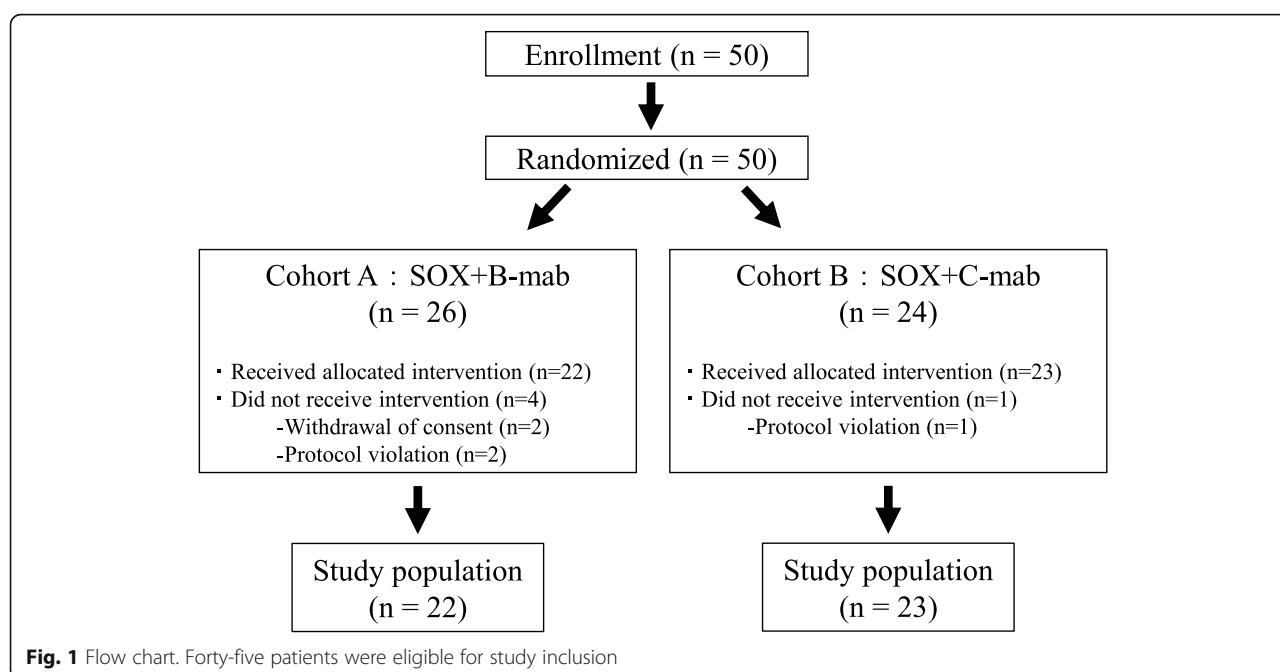 Enrollment (n = 50)
Randomized (n = 50)
Cohort A : SOX+B-mab
(n = 26)
・Received allocated intervention (n=22)
・Did not receive intervention (n=4)
-Withdrawal of consent (n=2)
-Protocol violation (n=2)
Cohort B : SOX+C-mab
(n = 24)
・Received allocated intervention (n=23)
・Did not receive intervention (n=1)
-Protocol violation (n=1)
Study population
(n = 22)
Study population
(n = 23)
Fig. 1 Flow chart. Forty-five patients were eligible for study inclusion